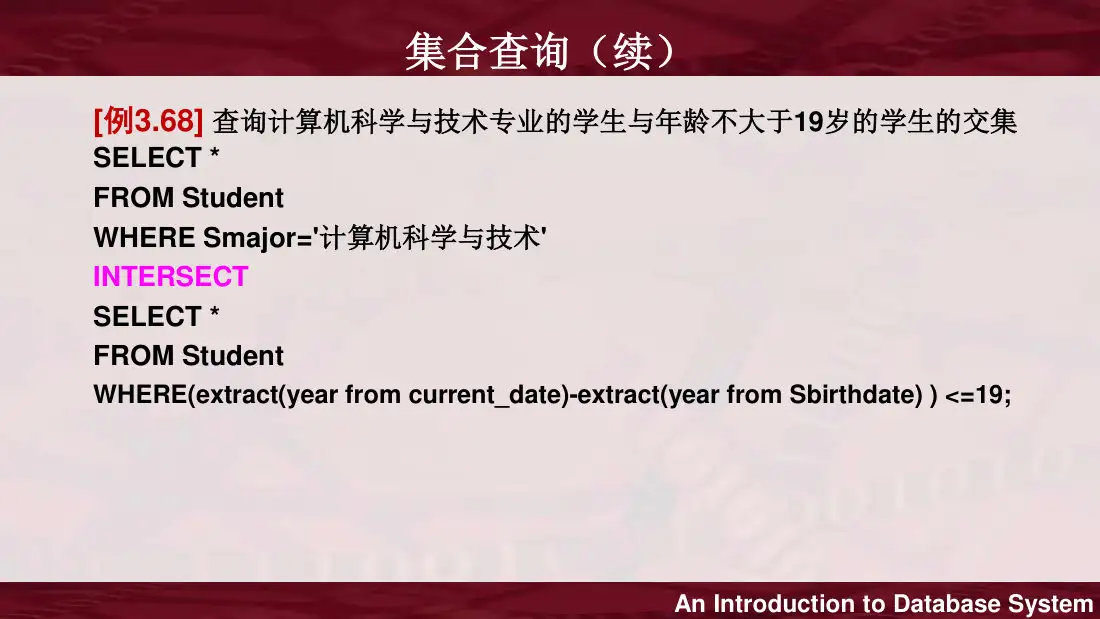 集合查询（续）
[例3.68] 查询计算机科学与技术专业的学生与年龄不大于19岁的学生的交集
SELECT *
FROM Student
WHERE Smajor='计算机科学与技术'
INTERSECT
SELECT *
FROM Student
WHERE(extract(year from current_date)-extract(year from Sbirthdate) ) <=19;
An Introduction to Database System